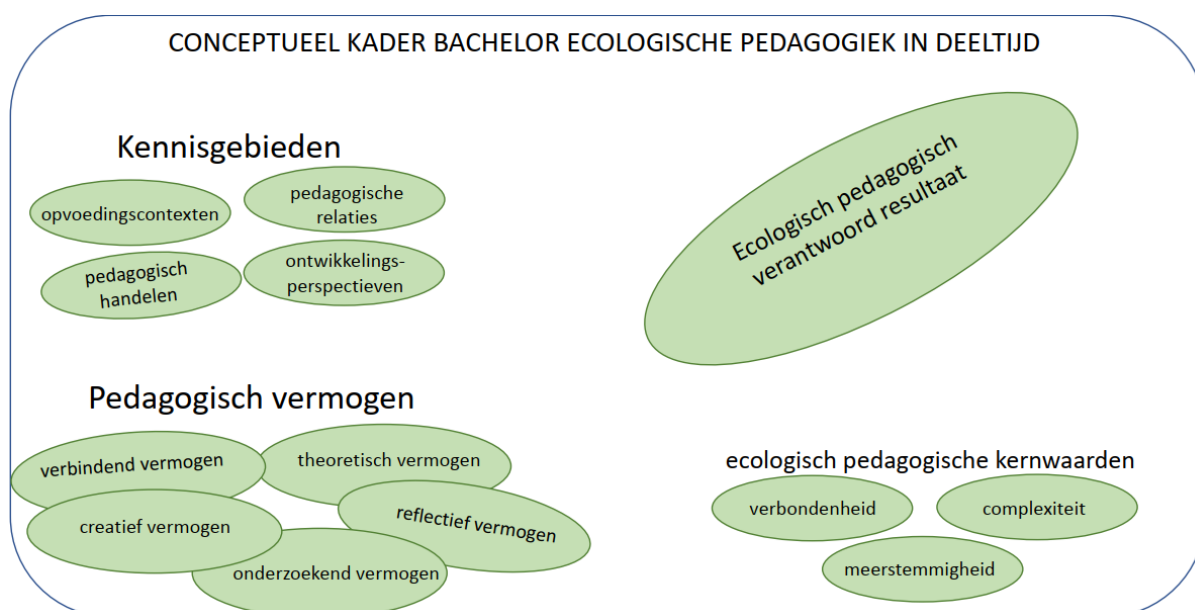 CONCEPTUEEL KADER BACHELOR ECOLOGISCHE PEDAGOGIEK IN DEELTIJD
Kennisgebieden
opvoedingscontexten
pedagogische
relaties
pedagogisch
handelen
ontwikkelings-
perspectieven
Ecologisch pedagogisch
verantwoord resultaat
Pedagogisch vermogen
verbindend vermogen
theoretisch vermogen
creatief vermogen
reflectief vermogen
onderzoekend vermogen
ecologisch pedagogische kernwaarden
verbondenheid
complexiteit
meerstemmigheid